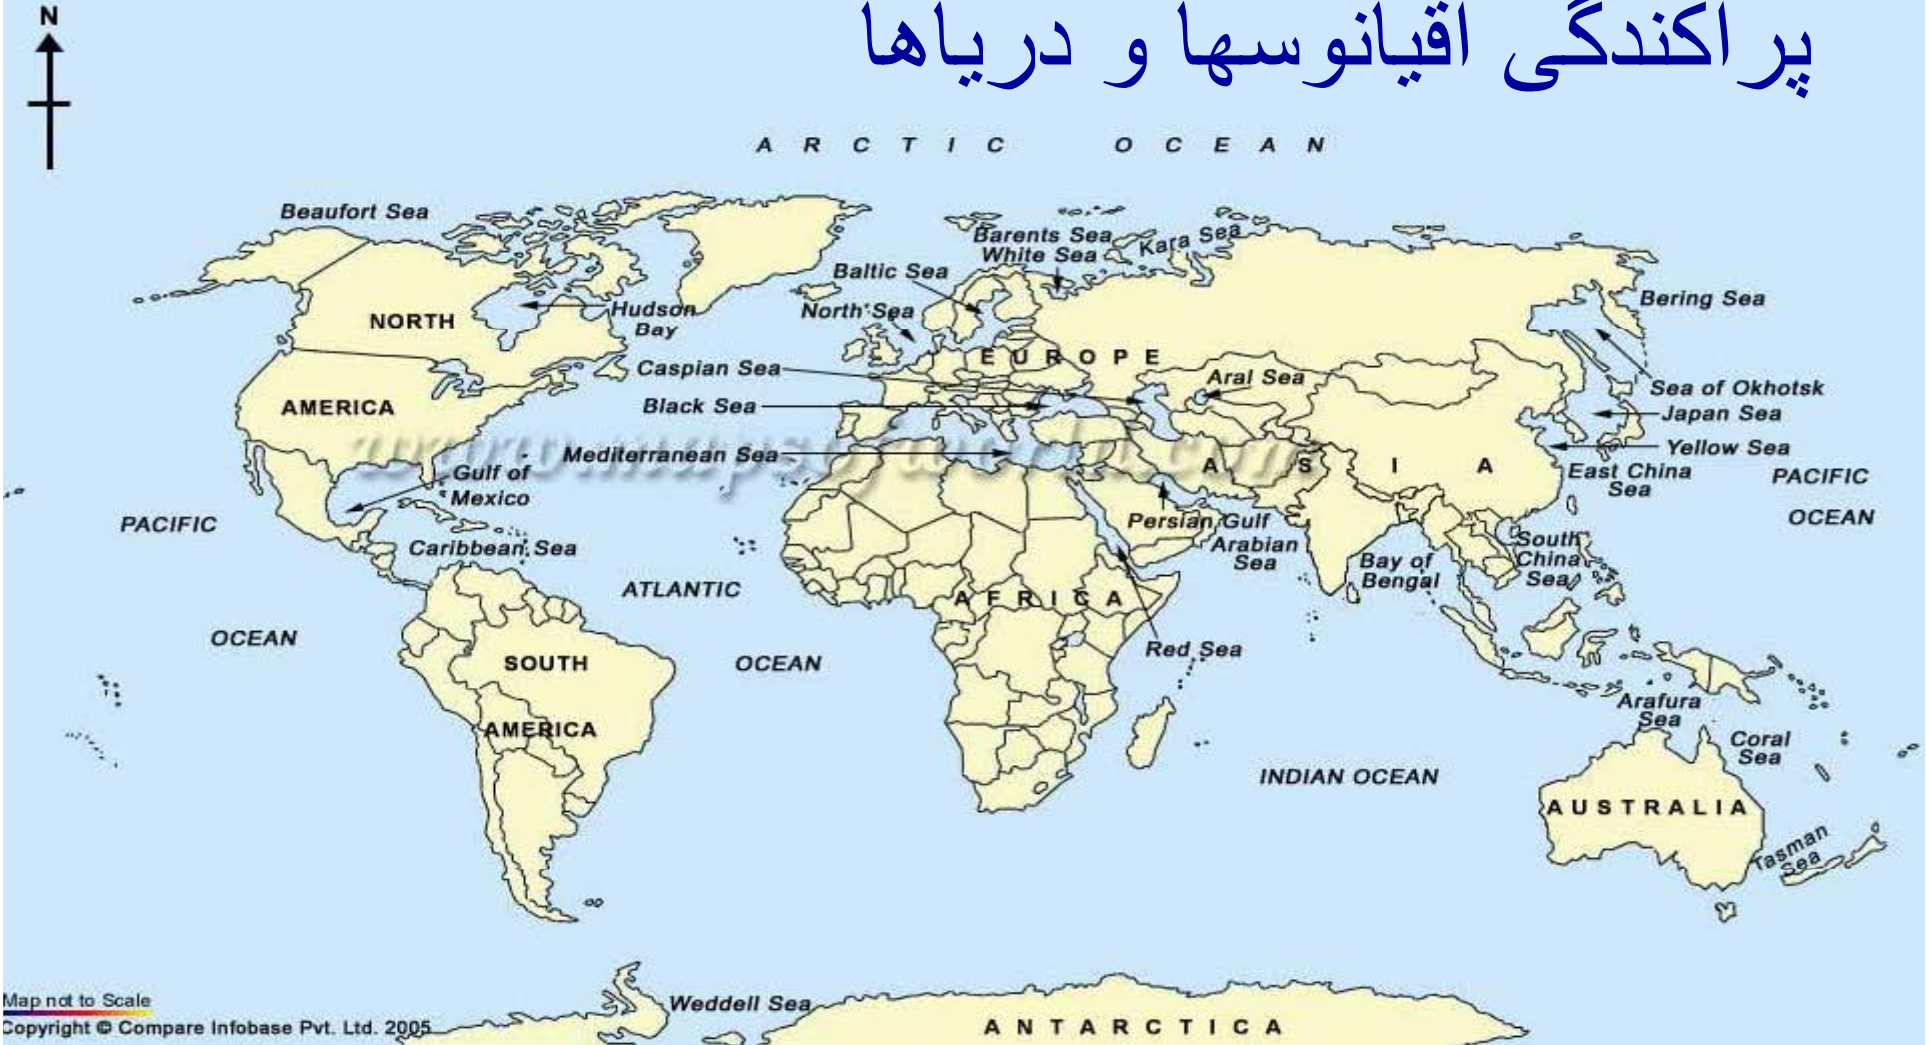 پراکندگی اقیانوسها و دریاها
N
ARCTIC OCEAN
Beaufort Sea
Barents Sea
White Sea
Kara Sea
Baltic Sea
North Sea
Hudson
Bay
NORTH
AMERICA
Bering Sea
EUROPE
Caspian Sea
Aral Sea
Sea of Okhotsk
Black Sea
Japan Sea
www.mapsofworld.com
Mediterranean Sea
Yellow Sea
ASIA
East China
Sea
Gulf of
Mexico
PACIFIC
OCEAN
PACIFIC
OCEAN
Persian Gulf
Arabian
Sea
Caribbean Sea
Bay of
Bengal
South
China
Sea
ATLANTIC
OCEAN
AFRICA
Red Sea
SOUTH
AMERICA
Arafura
Sea
Coral
Sea
INDIAN OCEAN
AUSTRALIA
Tasman
Sea
Weddell Sea
ANTARCTICA
Map not to Scale
Copyright © Compare Infobase Pvt. Ltd. 2005